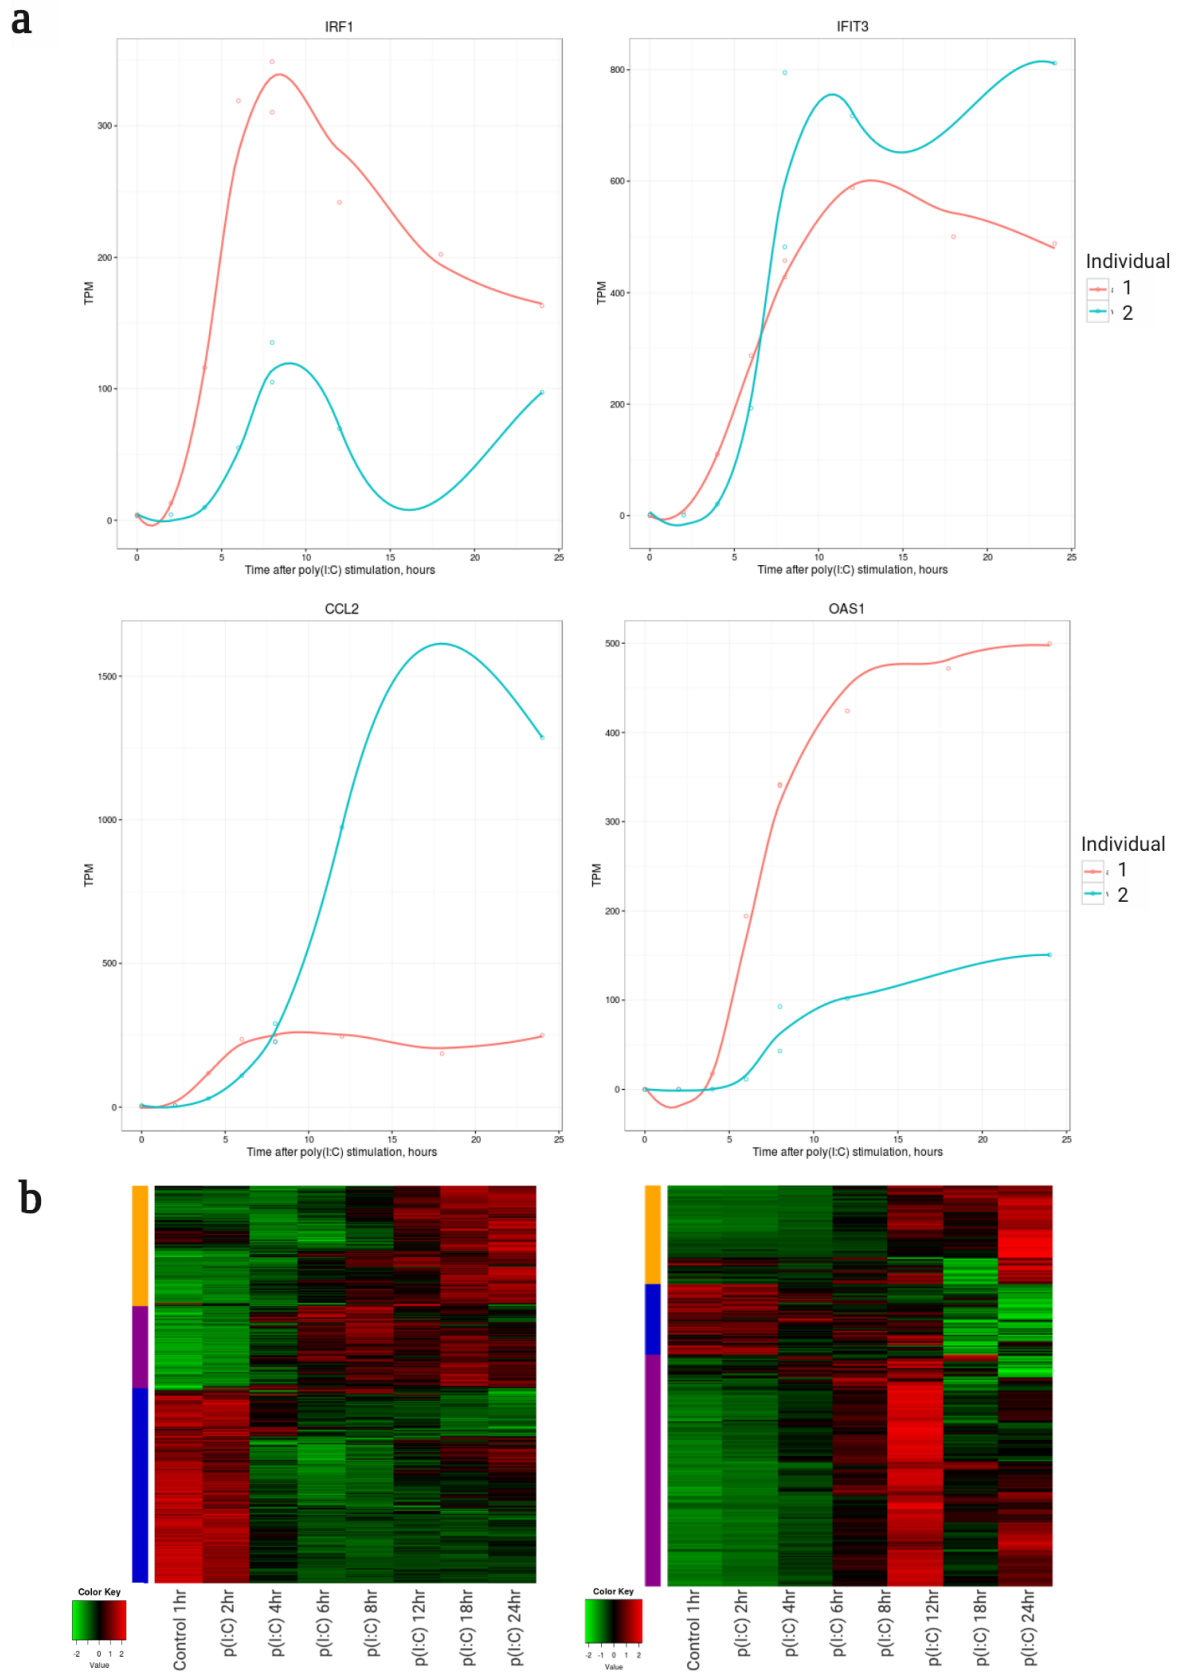 a
IRF1
IFIT3
300
200
100
0
TPM
0 5 10 15 20 25
Time after poly(I:C) stimulation, hours
800
600
400
200
0
TPM
0 5 10 15 20 25
Time after poly(I:C) stimulation, hours
Individual
1
2
CCL2
OAS1
1500
1000
500
0
TPM
0 5 10 15 20 25
Time after poly(I:C) stimulation, hours
500
400
300
200
100
0
TPM
0 5 10 15 20 25
Time after poly(I:C) stimulation, hours
Individual
1
2
b
Color Key
-2 0 1 2
Value
Control 1hr
p(I:C) 2hr
p(I:C) 4hr
p(I:C) 6hr
p(I:C) 8hr
p(I:C) 12hr
p(I:C) 18hr
p(I:C) 24hr
Color Key
-2 -1 0 1 2
Value
Control 1hr
p(I:C) 2hr
p(I:C) 4hr
p(I:C) 6hr
p(I:C) 8hr
p(I:C) 12hr
p(I:C) 18hr
p(I:C) 24hr